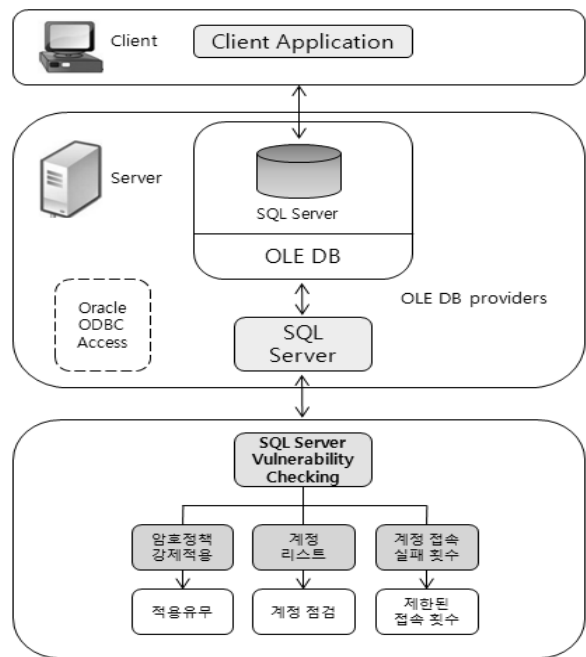 Client
Client Application
Server
SQL Server
OLE DB
Oracle
ODBC
Access
OLE DB providers
SQL
Server
SQL Server
Vulnerability
Checking
암호정책
강제적용
계정
리스트
계정 접속
실패 횟수
적용유무
계정 점검
제한된
접속 횟수